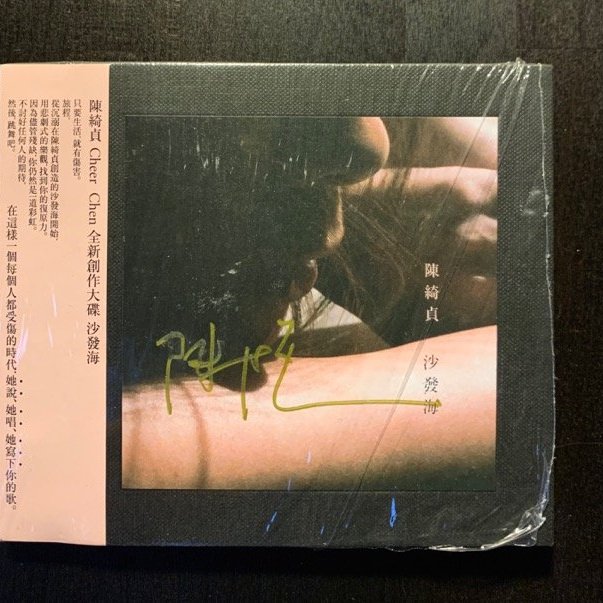 陳綺貞 Cheer Chen 全新創作大碟 沙發海
只要生活,就有傷害。
旅程,
從沉溺在陳綺貞創造的沙發海開始,
用悲劇式的樂觀,找到你的復原力。
因為儘管殘缺,你仍然是一道彩虹。
不討好任何人的期待,
然後,跳舞吧。
在這樣一個每個人都受傷的時代,她說、她唱、她寫下你的歌。
陳綺貞 沙發海